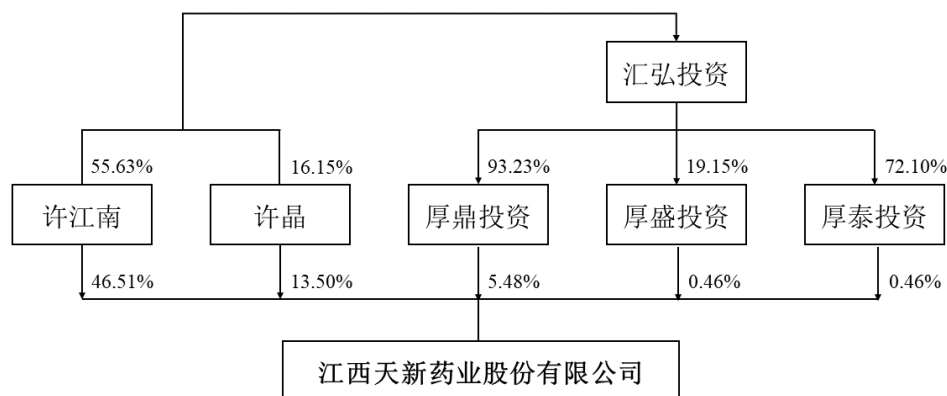 汇弘投资
55.63%
16.15%
93.23%
19.15%
72.10%
许江南
许晶
厚鼎投资
厚盛投资
厚泰投资
46.51%
13.50%
5.48%
0.46%
0.46%
江西天新药业股份有限公司